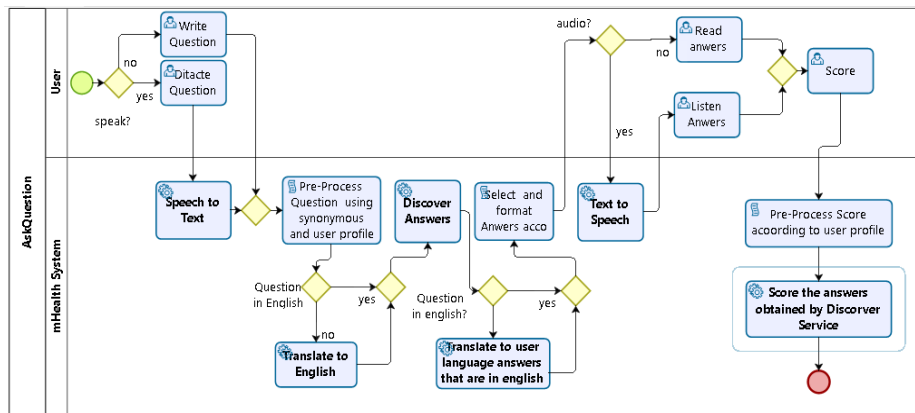 AskQuestion
User
Write
Question
no
Ditacte
Question
yes
speak?
audio?
Read
anwers
no
Listen
Anwers
yes
Score
mHealth System
Speech to
Text
Pre-Process
Question using
synonymous
and user profile
Discover
Answers
Select and
format
Anwers acco
Text to
Speech
Pre-Process Score
acoording to user profile
Question
in English
yes
no
Translate to
English
Question
in english?
yes
Translate to user
language answers
that are in english
Score the answers
obtained by Discorver
Service